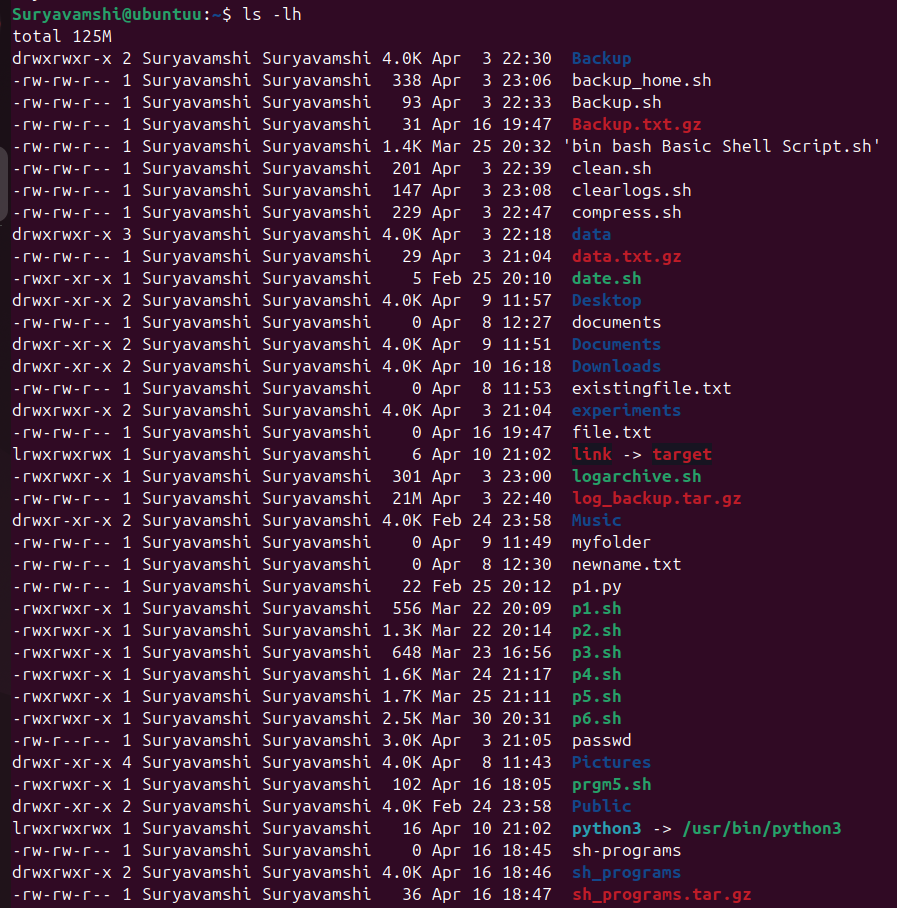 Suryavamshi@ubuntuu:~$ ls -lh
total 125M
drwxrwxr-x 2 Suryavamshi Suryavamshi 4.0K Apr  3 22:30  Backup
-rw-rw-r-- 1 Suryavamshi Suryavamshi  338 Apr  3 23:06  backup_home.sh
-rw-rw-r-- 1 Suryavamshi Suryavamshi   93 Apr  3 22:33  Backup.sh
-rw-rw-r-- 1 Suryavamshi Suryavamshi   31 Apr 16 19:47  Backup.txt.gz
-rw-rw-r-- 1 Suryavamshi Suryavamshi 1.4K Mar 25 20:32 'bin bash Basic Shell Script.sh'
-rw-rw-r-- 1 Suryavamshi Suryavamshi  201 Apr  3 22:39  clean.sh
-rw-rw-r-- 1 Suryavamshi Suryavamshi  147 Apr  3 23:08  clearlogs.sh
-rw-rw-r-- 1 Suryavamshi Suryavamshi  229 Apr  3 22:47  compress.sh
drwxrwxr-x 3 Suryavamshi Suryavamshi 4.0K Apr  3 22:18  data
-rw-rw-r-- 1 Suryavamshi Suryavamshi   29 Apr  3 21:04  data.txt.gz
-rwxr-xr-x 1 Suryavamshi Suryavamshi    5 Feb 25 20:10  date.sh
drwxr-xr-x 2 Suryavamshi Suryavamshi 4.0K Apr  9 11:57  Desktop
-rw-rw-r-- 1 Suryavamshi Suryavamshi    0 Apr  8 12:27  documents
drwxr-xr-x 2 Suryavamshi Suryavamshi 4.0K Apr  9 11:51  Documents
drwxr-xr-x 2 Suryavamshi Suryavamshi 4.0K Apr 10 16:18  Downloads
-rw-rw-r-- 1 Suryavamshi Suryavamshi    0 Apr  8 11:53  existingfile.txt
drwxrwxr-x 2 Suryavamshi Suryavamshi 4.0K Apr  3 21:04  experiments
-rw-rw-r-- 1 Suryavamshi Suryavamshi    0 Apr 16 19:47  file.txt
lrwxrwxrwx 1 Suryavamshi Suryavamshi    6 Apr 10 21:02  link -> target
-rwxrwxr-x 1 Suryavamshi Suryavamshi  301 Apr  3 23:00  logarchive.sh
-rw-rw-r-- 1 Suryavamshi Suryavamshi  21M Apr  3 22:40  log_backup.tar.gz
drwxr-xr-x 2 Suryavamshi Suryavamshi 4.0K Feb 24 23:58  Music
-rw-rw-r-- 1 Suryavamshi Suryavamshi    0 Apr  9 11:49  myfolder
-rw-rw-r-- 1 Suryavamshi Suryavamshi    0 Apr  8 12:30  newname.txt
-rw-rw-r-- 1 Suryavamshi Suryavamshi   22 Feb 25 20:12  p1.py
-rwxrwxr-x 1 Suryavamshi Suryavamshi  556 Mar 22 20:09  p1.sh
-rwxrwxr-x 1 Suryavamshi Suryavamshi 1.3K Mar 22 20:14  p2.sh
-rwxrwxr-x 1 Suryavamshi Suryavamshi  648 Mar 23 16:56  p3.sh
-rwxrwxr-x 1 Suryavamshi Suryavamshi 1.6K Mar 24 21:17  p4.sh
-rwxrwxr-x 1 Suryavamshi Suryavamshi 1.7K Mar 25 21:11  p5.sh
-rwxrwxr-x 1 Suryavamshi Suryavamshi 2.5K Mar 30 20:31  p6.sh
-rw-r--r-- 1 Suryavamshi Suryavamshi 3.0K Apr  3 21:05  passwd
drwxr-xr-x 4 Suryavamshi Suryavamshi 4.0K Apr  8 11:43  Pictures
-rwxrwxr-x 1 Suryavamshi Suryavamshi  102 Apr 16 18:05  prgm5.sh
drwxr-xr-x 2 Suryavamshi Suryavamshi 4.0K Feb 24 23:58  Public
lrwxrwxrwx 1 Suryavamshi Suryavamshi   16 Apr 10 21:02  python3 -> /usr/bin/python3
-rw-rw-r-- 1 Suryavamshi Suryavamshi    0 Apr 16 18:45  sh-programs
drwxrwxr-x 2 Suryavamshi Suryavamshi 4.0K Apr 16 18:46  sh_programs
-rw-rw-r-- 1 Suryavamshi Suryavamshi   36 Apr 16 18:47  sh_programs.tar.gz